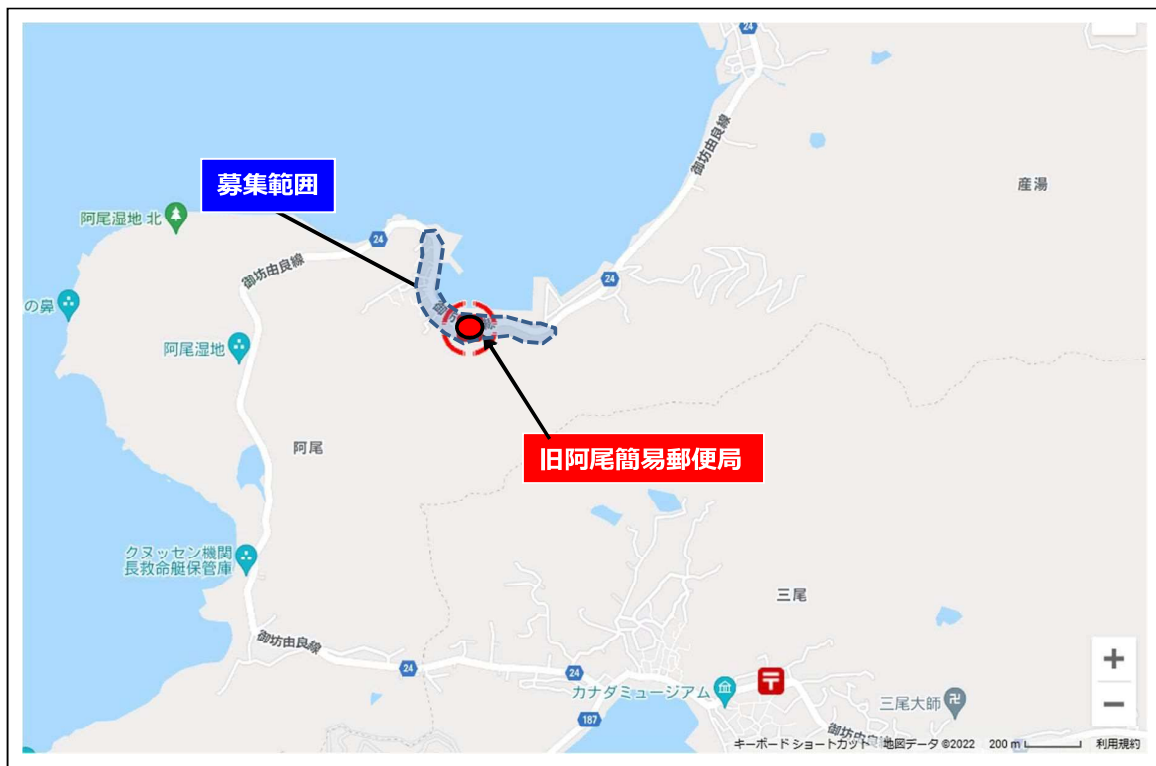 24
御坊由良線
産湯
募集範囲
阿尾湿地 北
24
御坊由良線
24
の鼻
阿尾湿地
旧阿尾簡易郵便局
阿尾
クヌッセン機関
長救命艇保管庫
三尾
御坊由良線
24
24
カナダミュージアム
三尾大師
187
御坊由良線
キーボード ショートカット
地図データ ©2022
200 m
利用規約